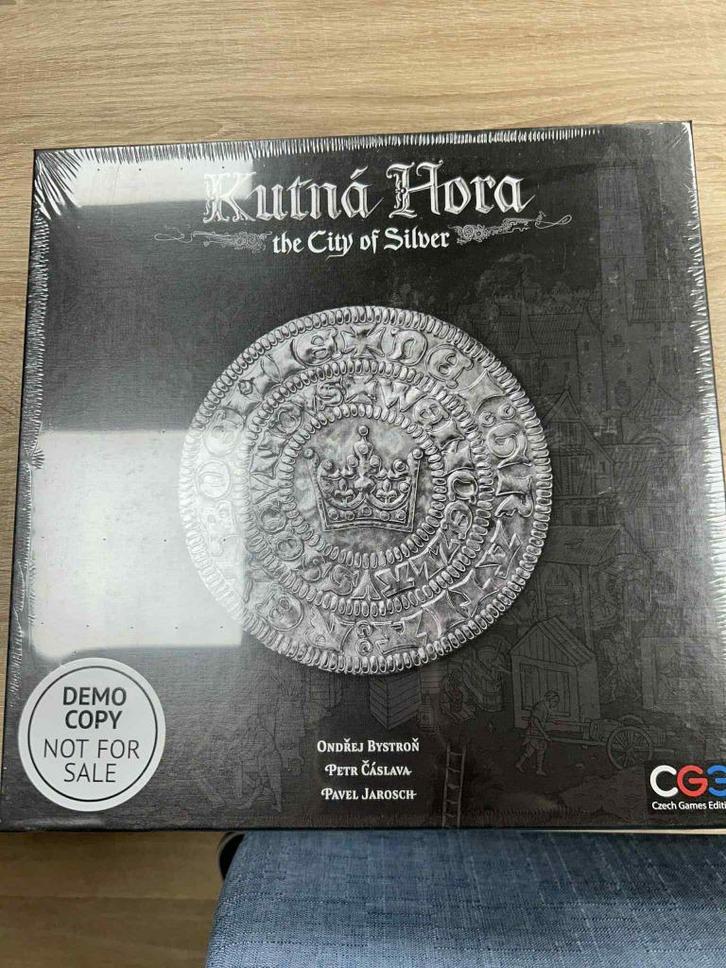 Kutná Hora
the City of Silver
DEMO
COPY
NOT FOR
SALE
Ondřej Bystroň
Petr Čáslava
Pavel Jarosch
CGE
Czech Games Editi